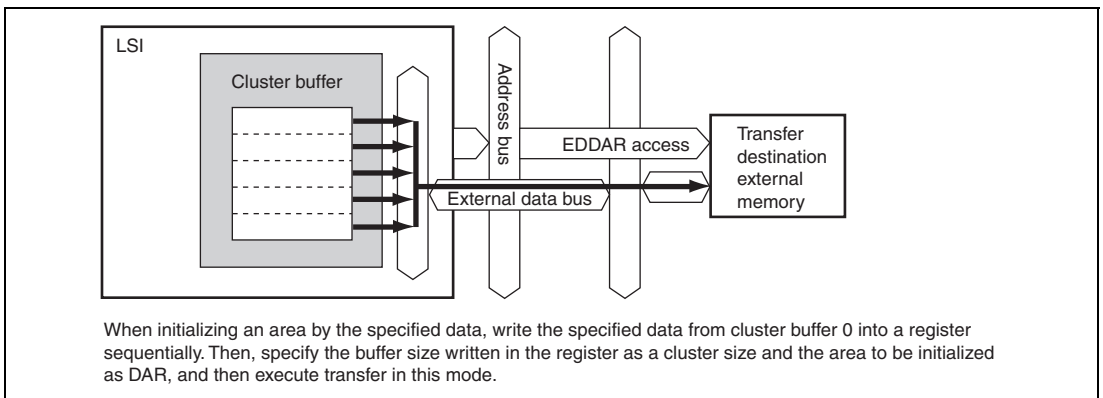 LSI
Cluster buffer
Address bus
EDDAR access
External data bus
Transfer
destination
external
memory
When initializing an area by the specified data, write the specified data from cluster buffer 0 into a register
sequentially. Then, specify the buffer size written in the register as a cluster size and the area to be initialized
as DAR, and then execute transfer in this mode.